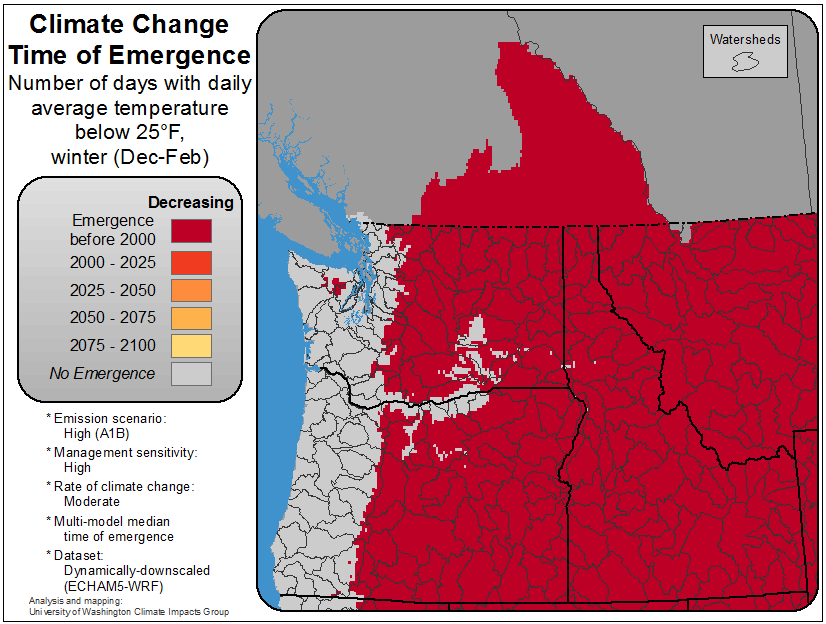 Climate Change
Time of Emergence
Number of days with daily
average temperature
below 25°F,
winter (Dec-Feb)
Decreasing
Emergence
before 2000
2000 - 2025
2025 - 2050
2050 - 2075
2075 - 2100
No Emergence
* Emission scenario:
High (A1B)
* Management sensitivity:
High
* Rate of climate change:
Moderate
* Multi-model median
time of emergence
* Dataset:
Dynamically-downscaled
(ECHAM5-WRF)
Analysis and mapping:
University of Washington Climate Impacts Group
Watersheds